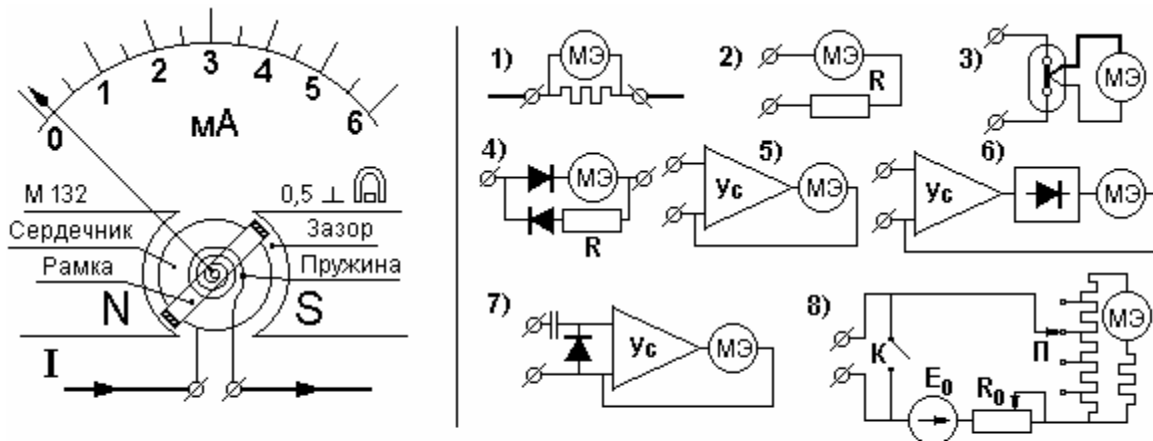 0 1 2 3 4 5 6
мА
М 132
0,5 ⊥
Сердечник
Зазор
Рамка
Пружина
N S
I
1)
МЭ
2)
МЭ
R
3)
МЭ
4)
МЭ
R
5)
Ус
МЭ
6)
Ус
МЭ
7)
Ус
МЭ
8)
К
П
МЭ
E0
R0